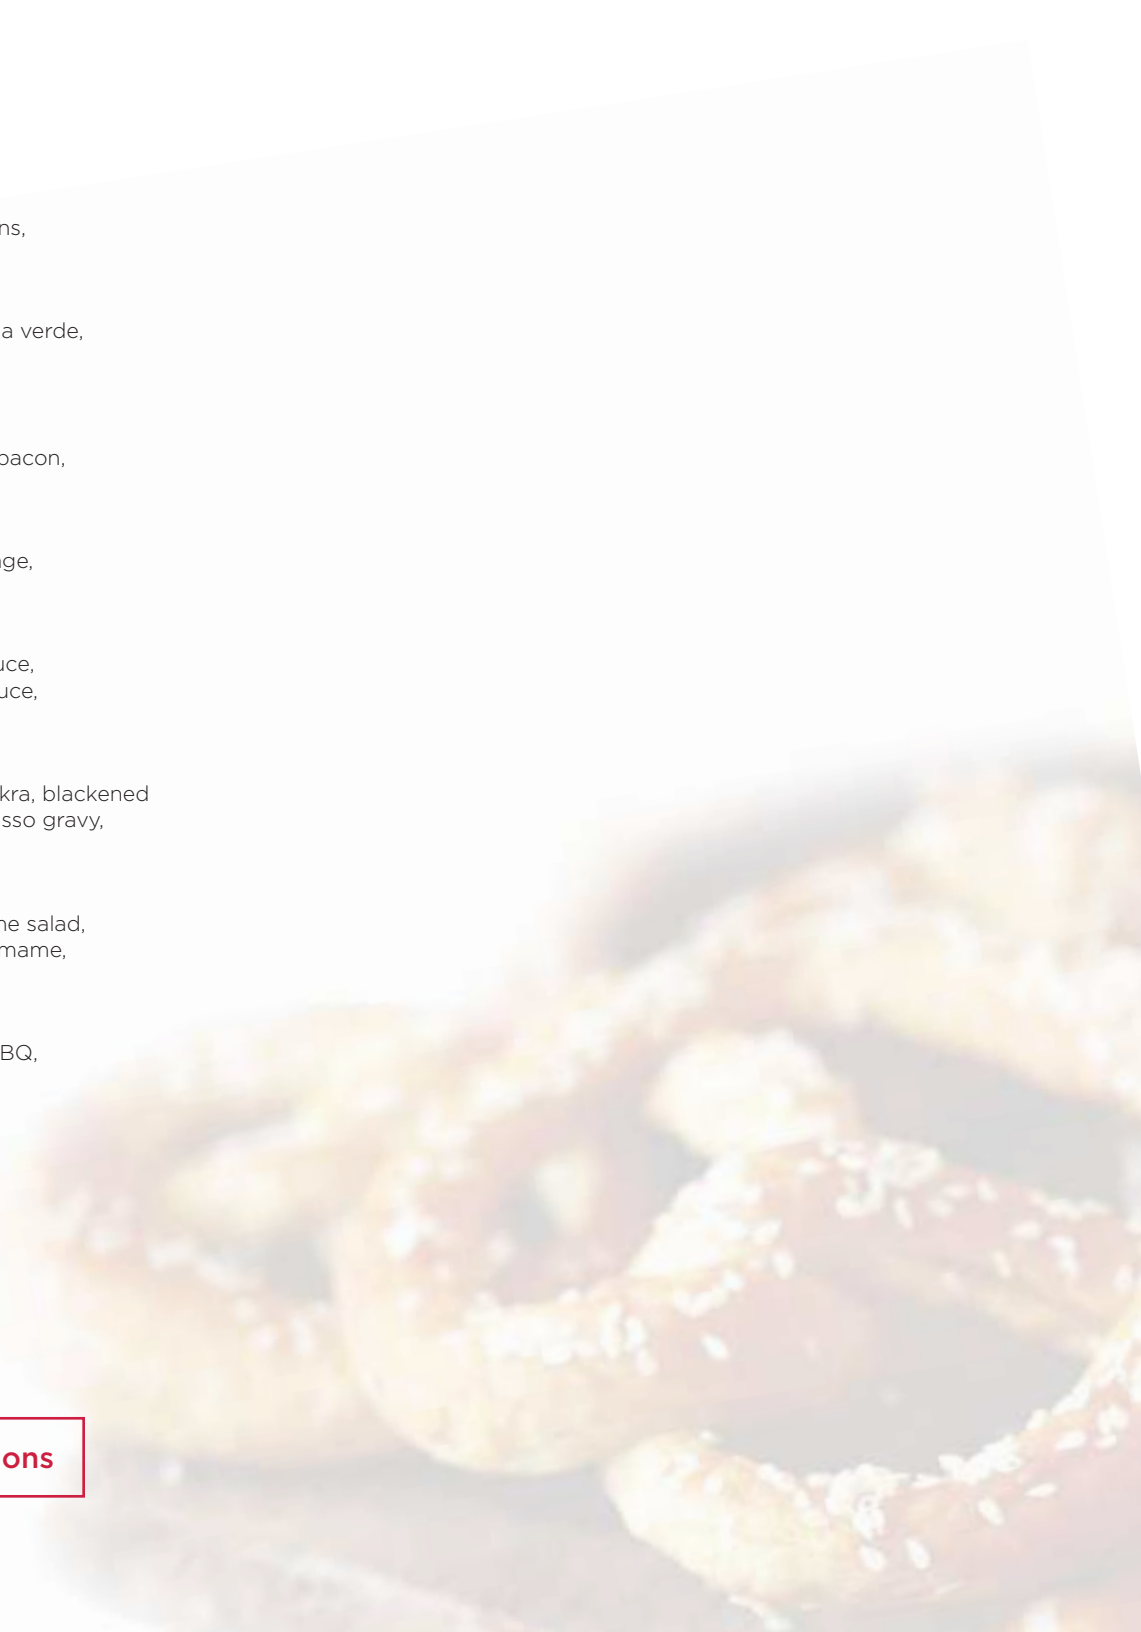 ns,
a verde,
bacon,
ge,
uce,
uce,
kra, blackened
sso gravy,
ne salad,
mame,
BQ,
ons